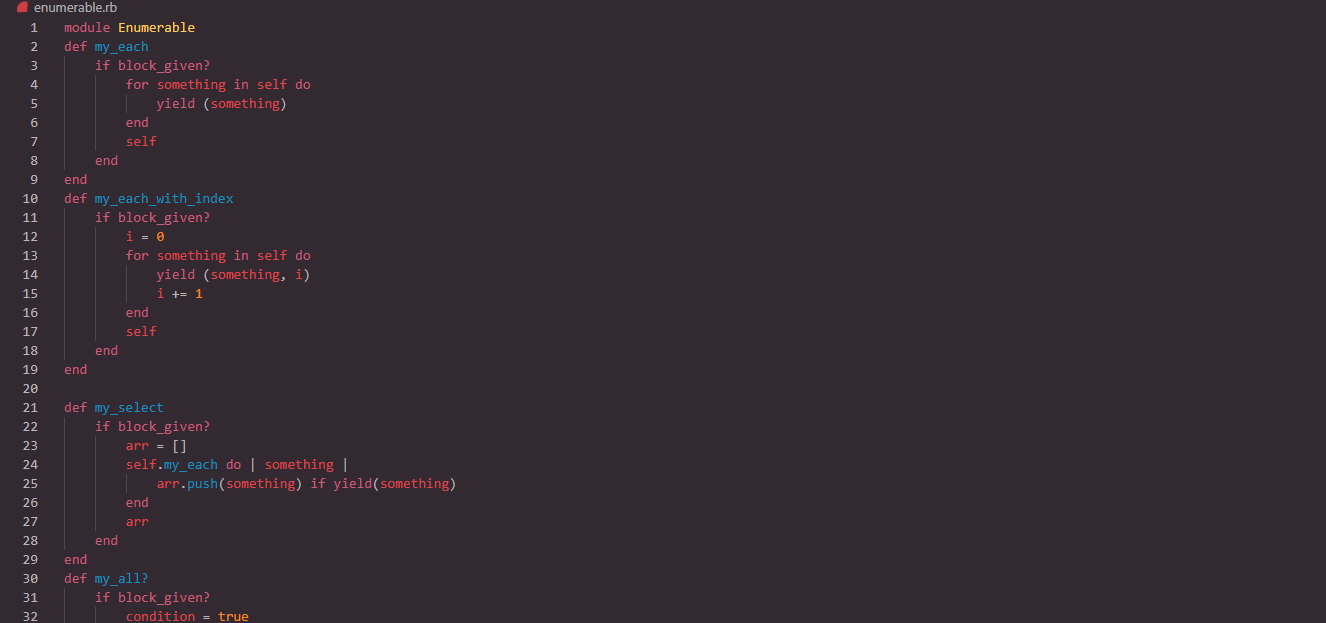 enumerable.rb
1 module Enumerable
2 def my_each
3     if block_given?
4         for something in self do
5             yield (something)
6         end
7         self
8     end
9 end
10 def my_each_with_index
11     if block_given?
12         i = 0
13         for something in self do
14             yield (something, i)
15             i += 1
16         end
17         self
18     end
19 end
20
21 def my_select
22     if block_given?
23         arr = []
24         self.my_each do | something |
25             arr.push(something) if yield(something)
26         end
27         arr
28     end
29 end
30 def my_all?
31     if block_given?
32         condition = true